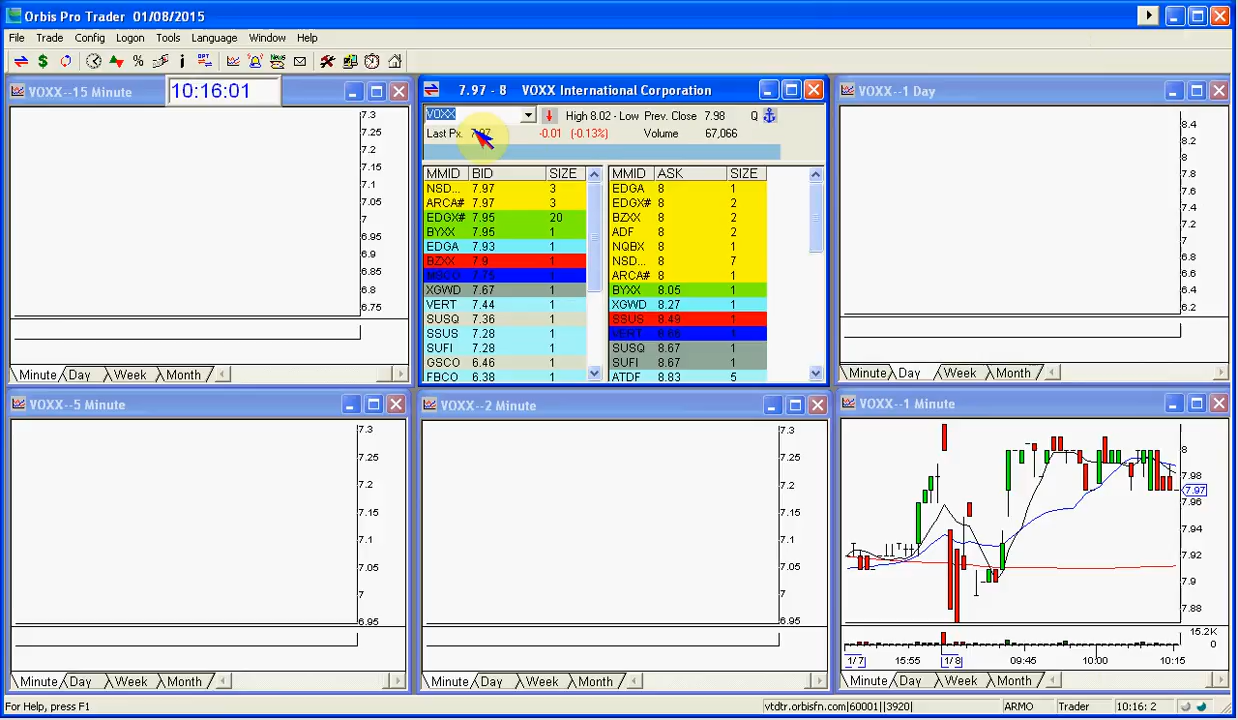 Orbis Pro Trader 01/08/2015
File Trade Config Logon Tools Language Window Help
VOXX--15 Minute
10:16:01
7.3
7.25
7.2
7.15
7.1
7.05
7
6.95
6.9
6.85
6.8
6.75
Minute Day Week Month
7.97 - 8 VOXX International Corporation
VOXX High 8.02 - Low Prev. Close 7.98 Q
Last Px. 7.97 -0.01 (-0.13%) Volume 67,066
MMID BID SIZE MMID ASK SIZE
NSD... 7.97 3 EDGA 8 1
ARCA# 7.97 3 EDGX# 8 2
EDGX# 7.95 20 BZXX 8 2
BYXX 7.95 1 ADF 8 2
EDGA 7.93 1 NQBX 8 1
BZXX 7.9 1 NSD... 8 7
MSCO 7.75 1 ARCA# 8 1
XGWD 7.67 1 BYXX 8.05 1
VERT 7.44 1 XGWD 8.27 1
SUSQ 7.36 1 SSUS 8.49 1
SSUS 7.28 1 VERT 1
SUFI 7.28 1 SUSQ 8.67 1
GSCO 6.46 1 SUFI 8.67 1
FBCO 6.38 1 ATDF 8.83 5
VOXX--1 Day
8.4
8.2
8
7.8
7.6
7.4
7.2
7
6.8
6.6
6.4
6.2
Minute Day Week Month
VOXX--5 Minute
7.3
7.25
7.2
7.15
7.1
7.05
7
6.95
Minute Day Week Month
VOXX--2 Minute
7.3
7.25
7.2
7.15
7.1
7.05
7
6.95
Minute Day Week Month
VOXX--1 Minute
8
7.98
7.97
7.96
7.94
7.92
7.9
7.88
15.2K
0
1/7 15:55 1/8 09:45 10:00 10:15
Minute Day Week Month
For Help, press F1 vtdtr.orbisfn.com|60001||3920| ARMO Trader 10:16: 2